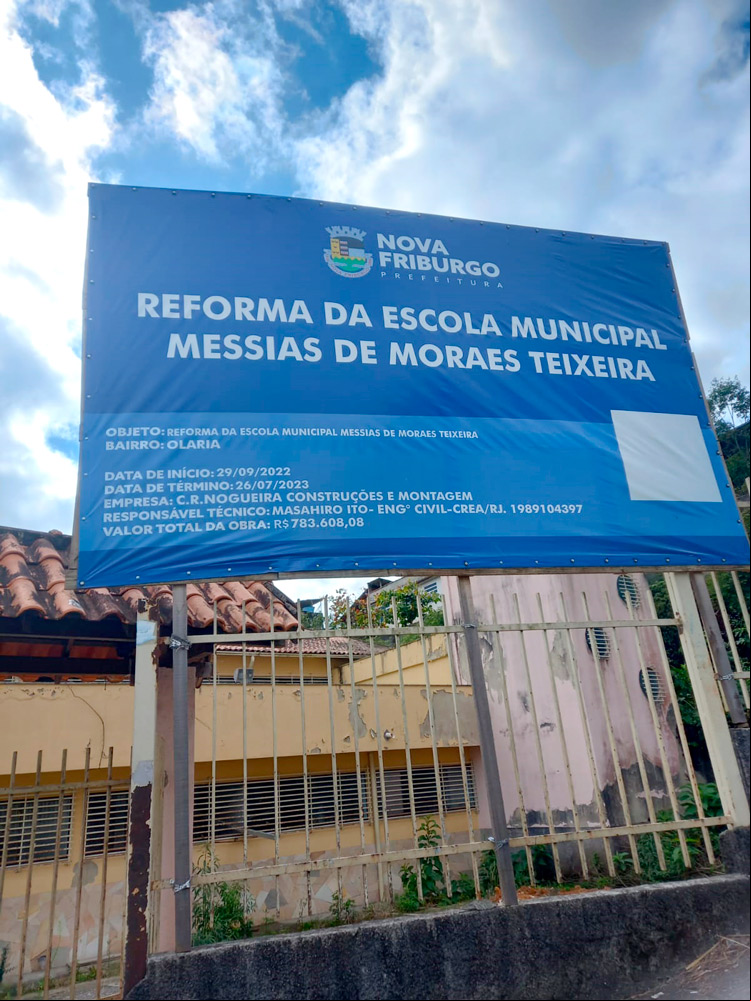 NOVA
FRIBURGO
PREFEITURA
REFORMA DA ESCOLA MUNICIPAL
MESSIAS DE MORAES TEIXEIRA
OBJETO: REFORMA DA ESCOLA MUNICIPAL MESSIAS DE MORAES TEIXEIRA
BAIRRO: OLARIA
DATA DE INÍCIO: 29/09/2022
DATA DE TÉRMINO: 26/07/2023
EMPRESA: C.R.NOGUEIRA CONSTRUÇÕES E MONTAGEM
RESPONSÁVEL TÉCNICO: MASAHIRO ITO- ENG° CIVIL-CREA/RJ. 1989104397
VALOR TOTAL DA OBRA: R$783.608,08